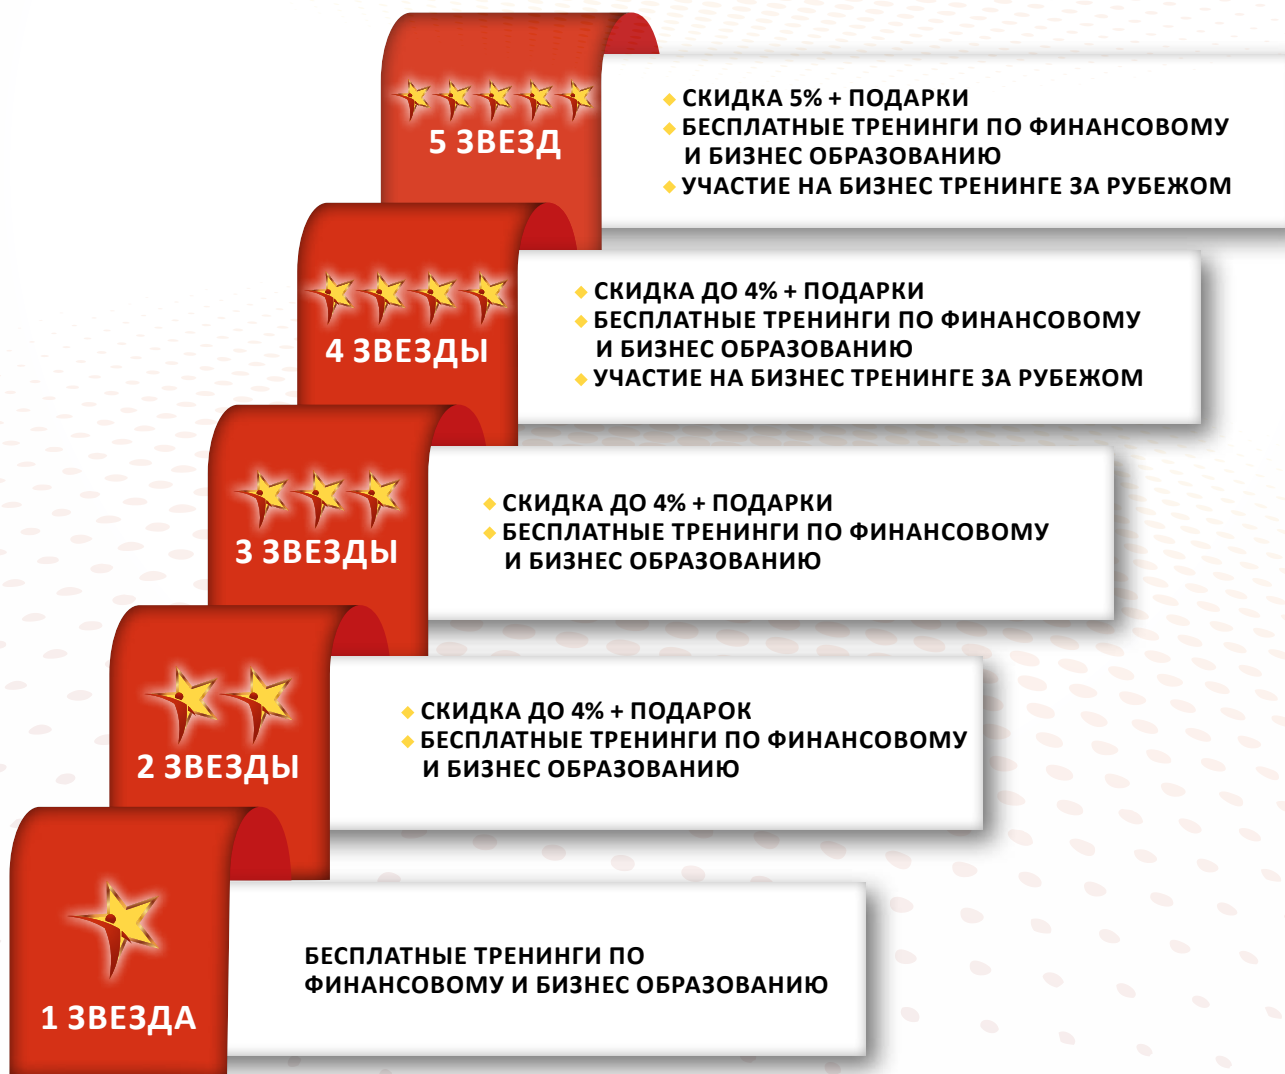 5 ЗВЕЗД
СКИДКА 5% + ПОДАРКИ
БЕСПЛАТНЫЕ ТРЕНИНГИ ПО ФИНАНСОВОМУ
И БИЗНЕС ОБРАЗОВАНИЮ
УЧАСТИЕ НА БИЗНЕС ТРЕНИНГЕ ЗА РУБЕЖОМ
4 ЗВЕЗДЫ
СКИДКА ДО 4% + ПОДАРКИ
БЕСПЛАТНЫЕ ТРЕНИНГИ ПО ФИНАНСОВОМУ
И БИЗНЕС ОБРАЗОВАНИЮ
УЧАСТИЕ НА БИЗНЕС ТРЕНИНГЕ ЗА РУБЕЖОМ
3 ЗВЕЗДЫ
СКИДКА ДО 4% + ПОДАРКИ
БЕСПЛАТНЫЕ ТРЕНИНГИ ПО ФИНАНСОВОМУ
И БИЗНЕС ОБРАЗОВАНИЮ
2 ЗВЕЗДЫ
СКИДКА ДО 4% + ПОДАРОК
БЕСПЛАТНЫЕ ТРЕНИНГИ ПО ФИНАНСОВОМУ
И БИЗНЕС ОБРАЗОВАНИЮ
1 ЗВЕЗДА
БЕСПЛАТНЫЕ ТРЕНИНГИ ПО
ФИНАНСОВОМУ И БИЗНЕС ОБРАЗОВАНИЮ